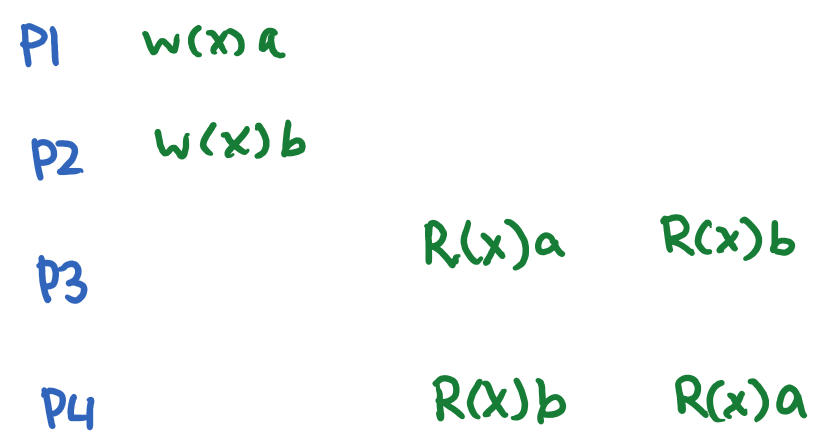 P1 W(x)a
P2 W(x)b
P3 R(x)a R(x)b
P4 R(x)b R(x)a